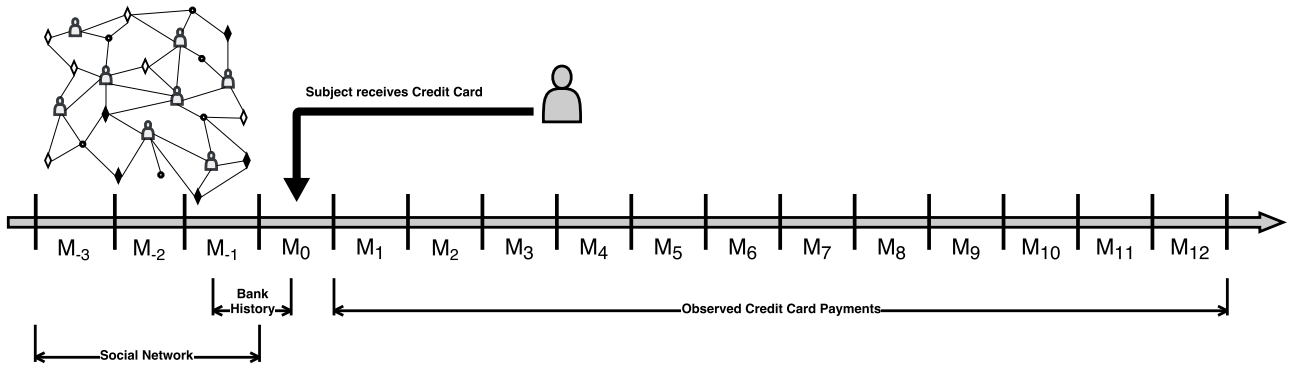 Subject receives Credit Card
M-3 M-2 M-1 M0 M1 M2 M3 M4 M5 M6 M7 M8 M9 M10 M11 M12
Bank
History
Observed Credit Card Payments
Social Network